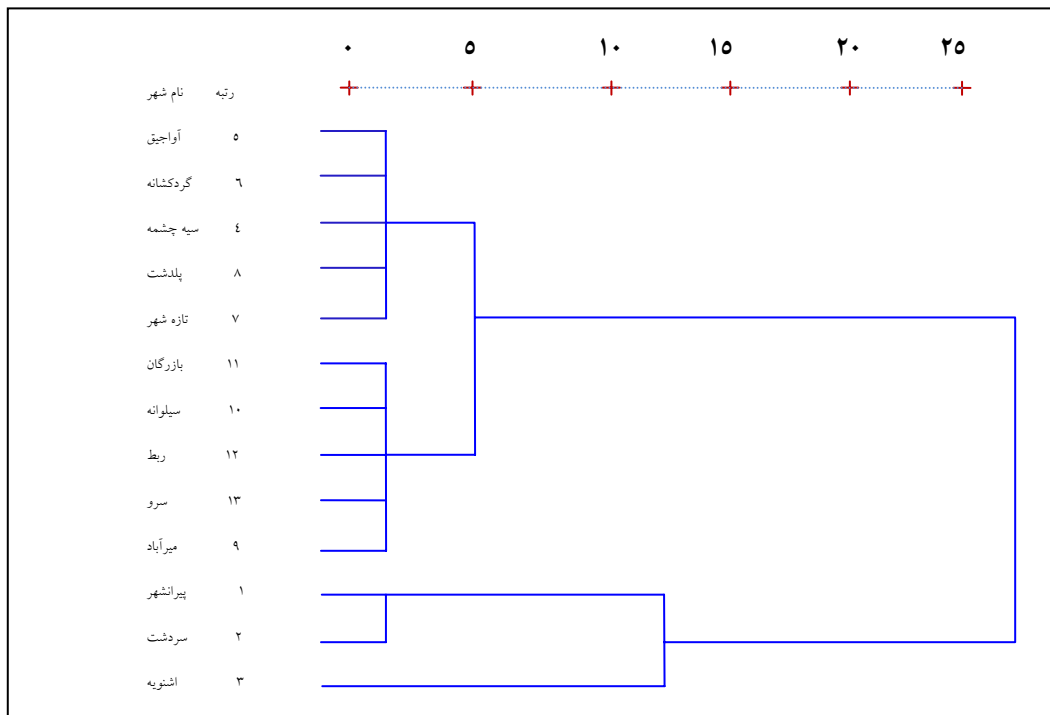 ۰ ۵ ۱۰ ۱۵ ۲۰ ۲۵
رتبه نام شهر
۵ آواجیق
٦ گردکشانه
٤ سیه چشمه
۸ پلدشت
۷ تازه شهر
۱۱ بازرگان
۱۰ سیلوانه
۱۲ ربط
۱۳ سرو
۹ میرآباد
۱ پیرانشهر
۲ سردشت
۳ اشنویه